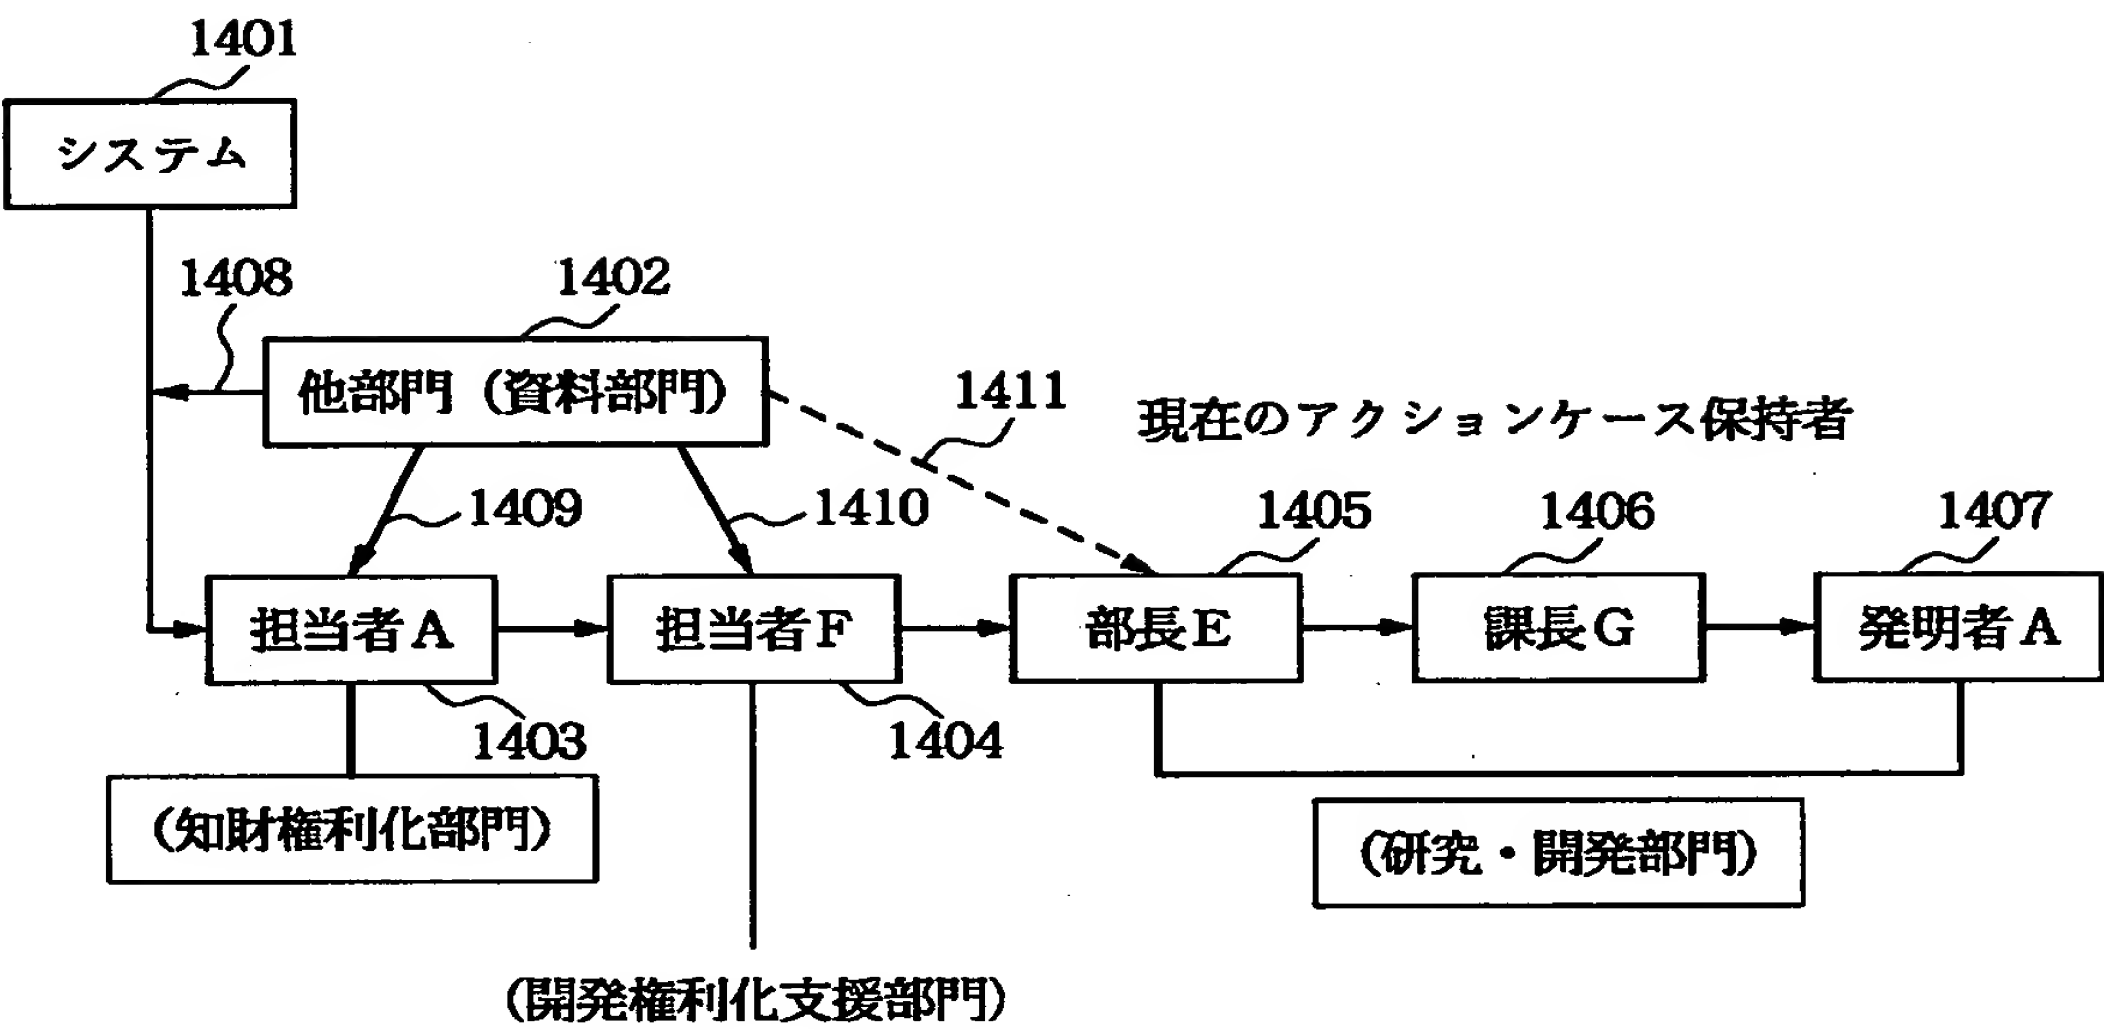 1401
システム
1408
1402
他部門（資料部門）
1411
現在のアクションケース保持者
1409
1410
1405
1406
1407
担当者A
担当者F
部長E
課長G
発明者A
1403
1404
（知財権利化部門）
（研究・開発部門）
（開発権利化支援部門）